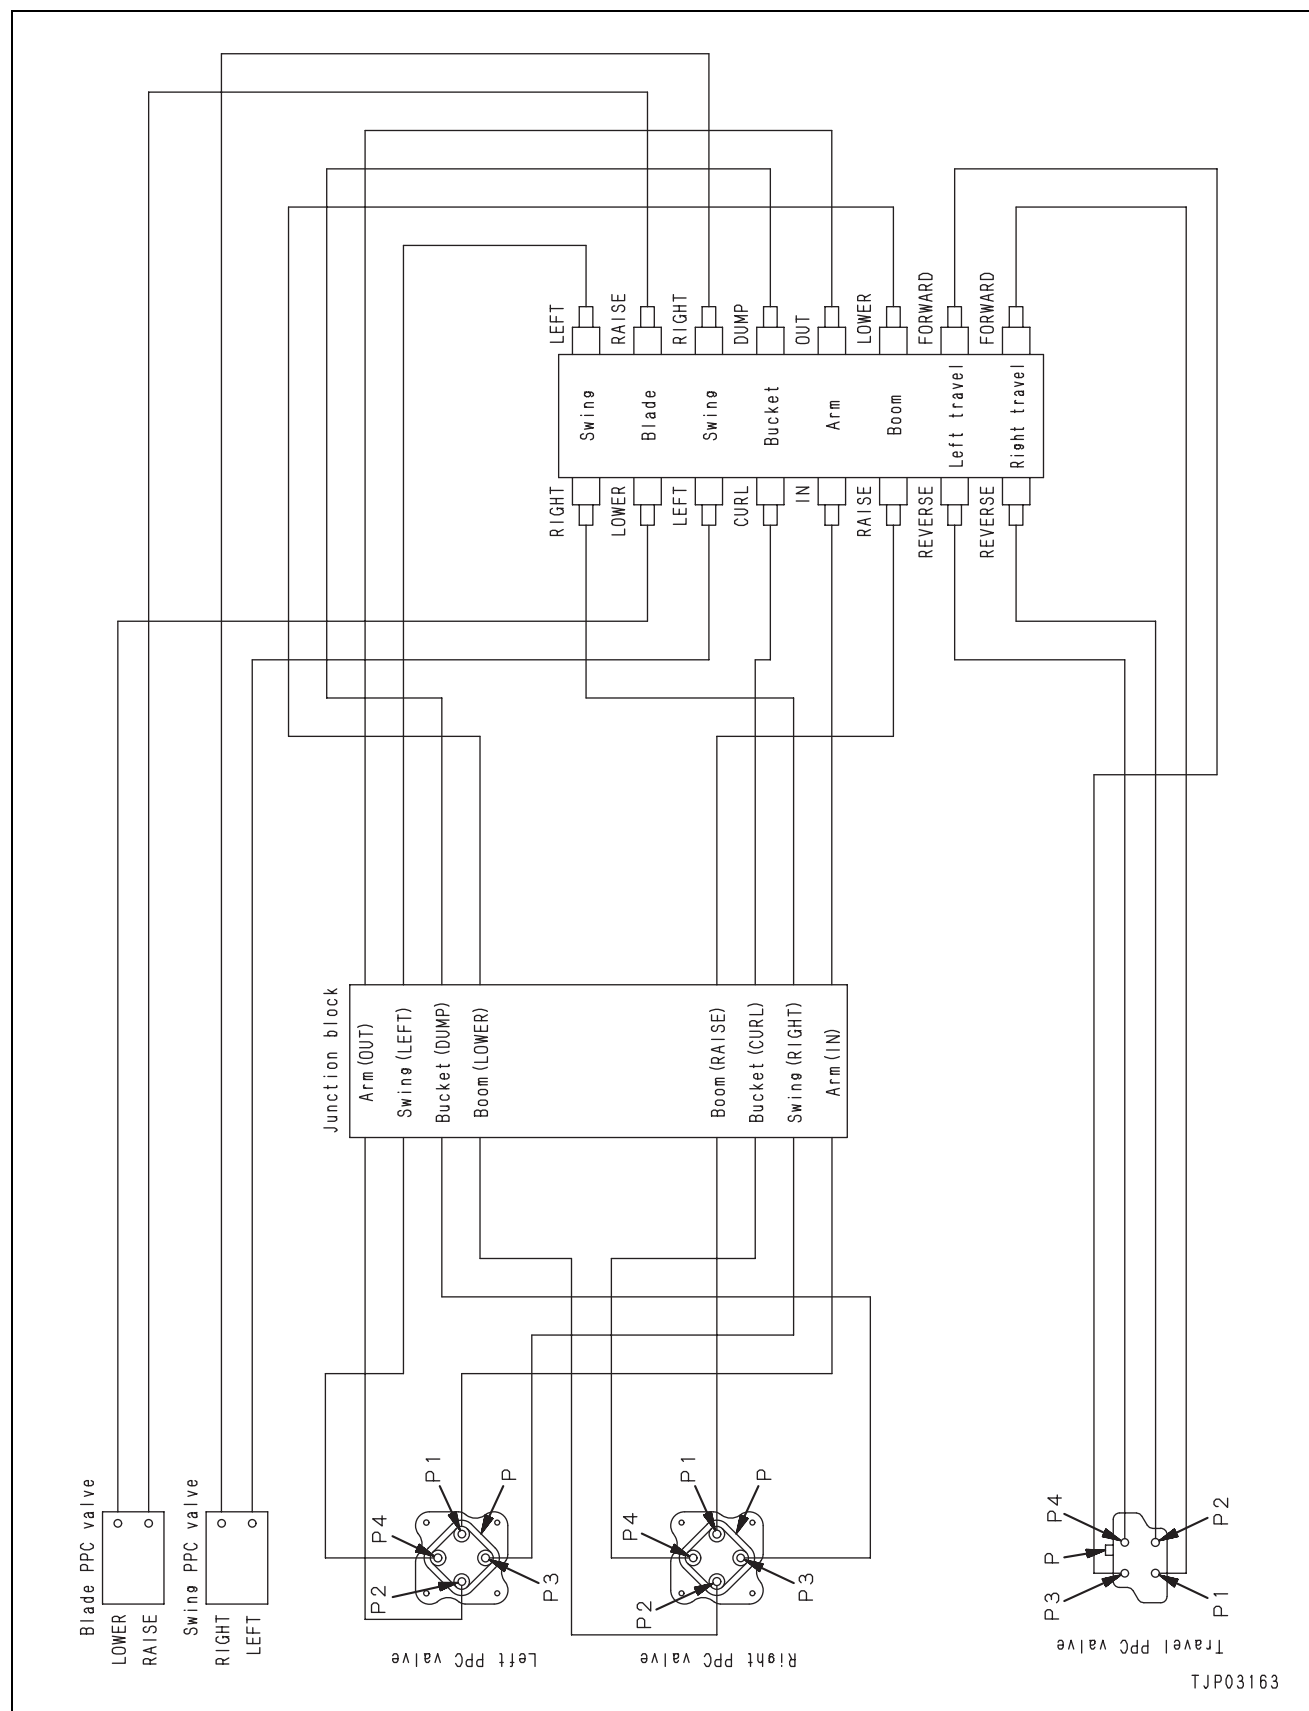 LEFT
RAISE
RIGHT
DUMP
OUT
LOWER
FORWARD
FORWARD
Swing
Blade
Swing
Bucket
Arm
Boom
Left travel
Right travel
RIGHT
LOWER
LEFT
CURL
IN
RAISE
REVERSE
REVERSE
Junction block
Arm(OUT)
Swing(LEFT)
Bucket(DUMP)
Boom(LOWER)
Boom(RAISE)
Bucket(CURL)
Swing(RIGHT)
Arm(IN)
Blade PPC valve
LOWER
RAISE
Swing PPC valve
RIGHT
LEFT
P4
P1
P
P2
P3
Left PPC valve
P4
P1
P
P2
P3
Right PPC valve
P4
P
P3
P2
P1
Travel PPC valve
TJP03163